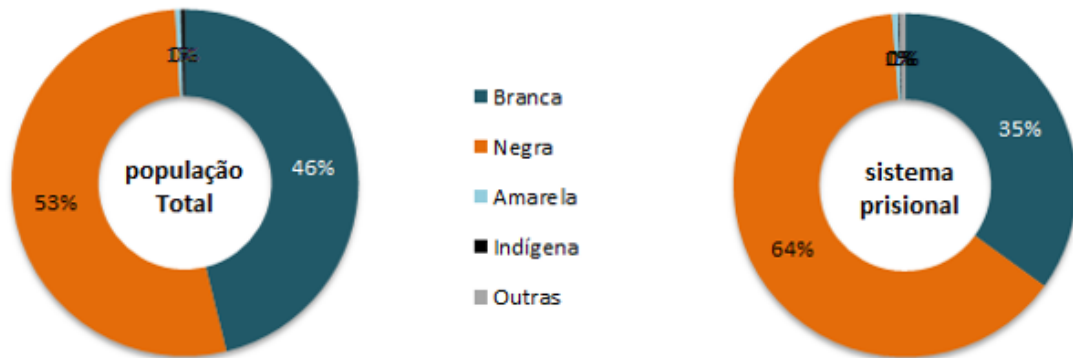 46%
53%
população
Total
Branca
Negra
Amarela
Indígena
Outras
35%
64%
sistema
prisional